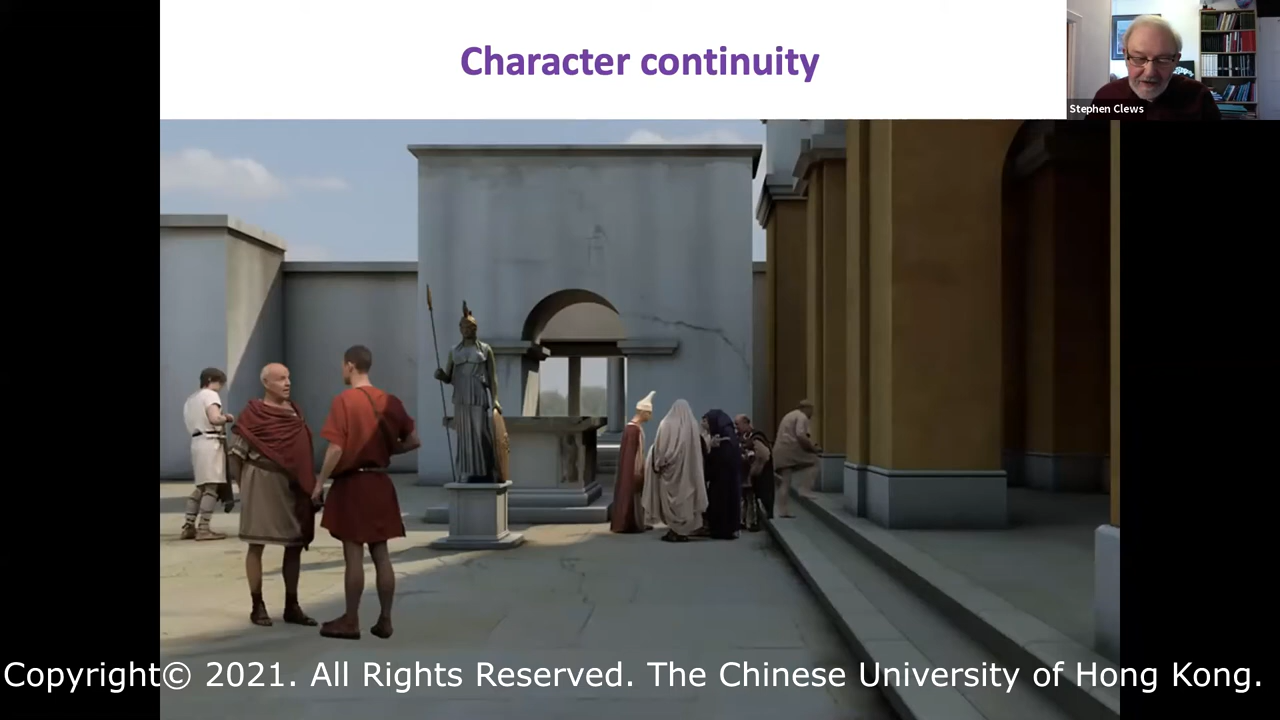 Character continuity
Stephen Clews
Copyright© 2021. All Rights Reserved. The Chinese University of Hong Kong.